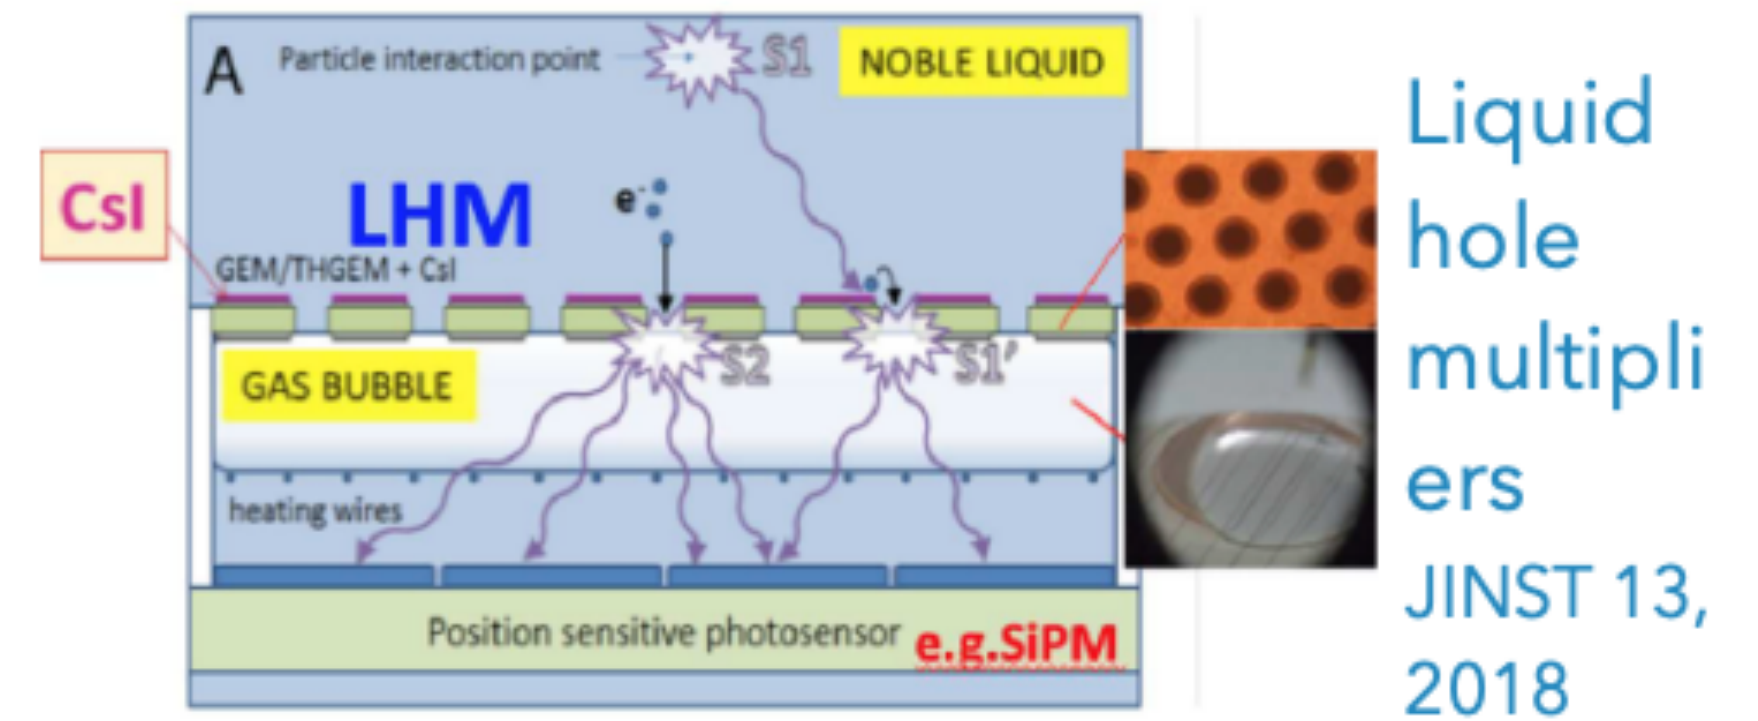 A
Particle interaction point
S1
NOBLE LIQUID
CsI
LHM
e-
GEM/THGEM + CsI
S2
S1’
GAS BUBBLE
heating wires
Position sensitive photosensor
e.g.SiPM
Liquid
hole
multipli
ers
JINST 13,
2018